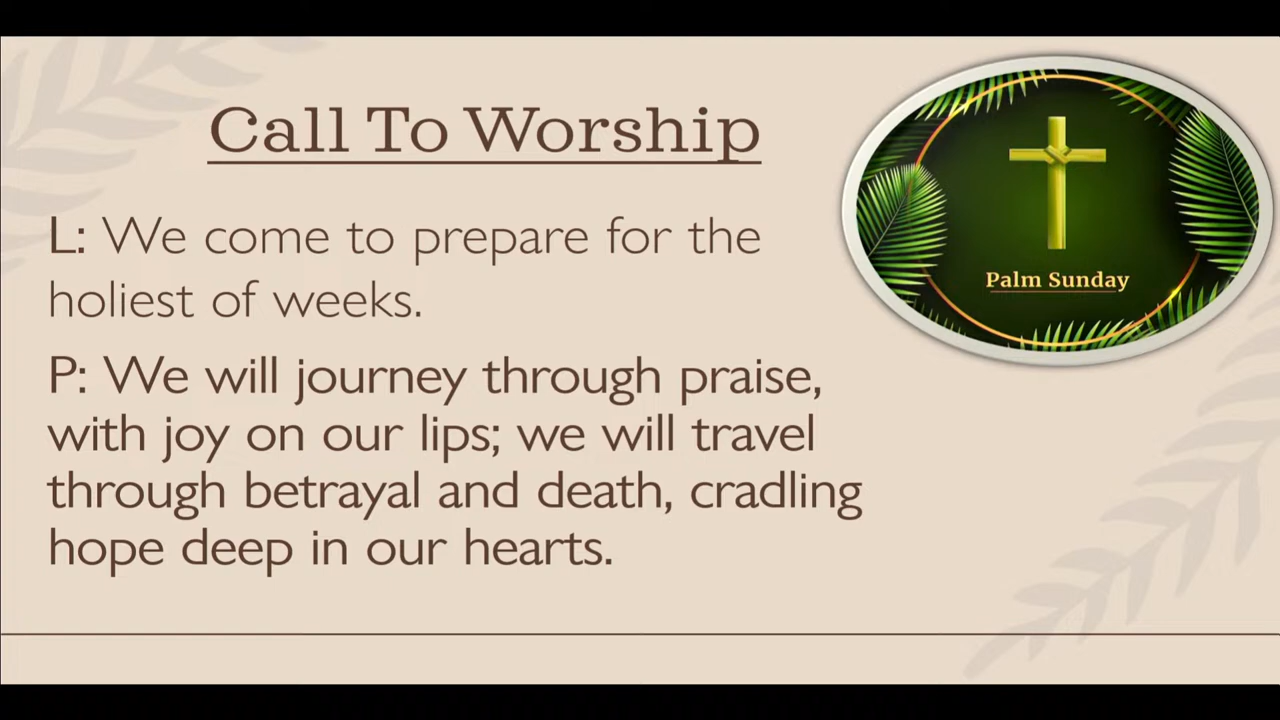 Call To Worship
L: We come to prepare for the
holiest of weeks.
P: We will journey through praise,
with joy on our lips; we will travel
through betrayal and death, cradling
hope deep in our hearts.
Palm Sunday